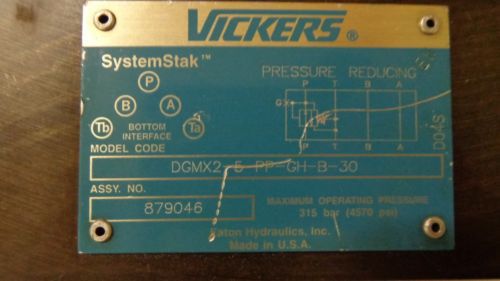 VICKERS ®
SystemStak™
PRESSURE REDUCING
P
B A
Tb BOTTOM INTERFACE Ta
P T B A
G
P T B A
D04S
MODEL CODE
DGMX2-5-PP-GH-B-30
ASSY. NO.
879046
MAXIMUM OPERATING PRESSURE
315 bar (4570 psi)
Eaton Hydraulics, Inc.
Made in U.S.A.